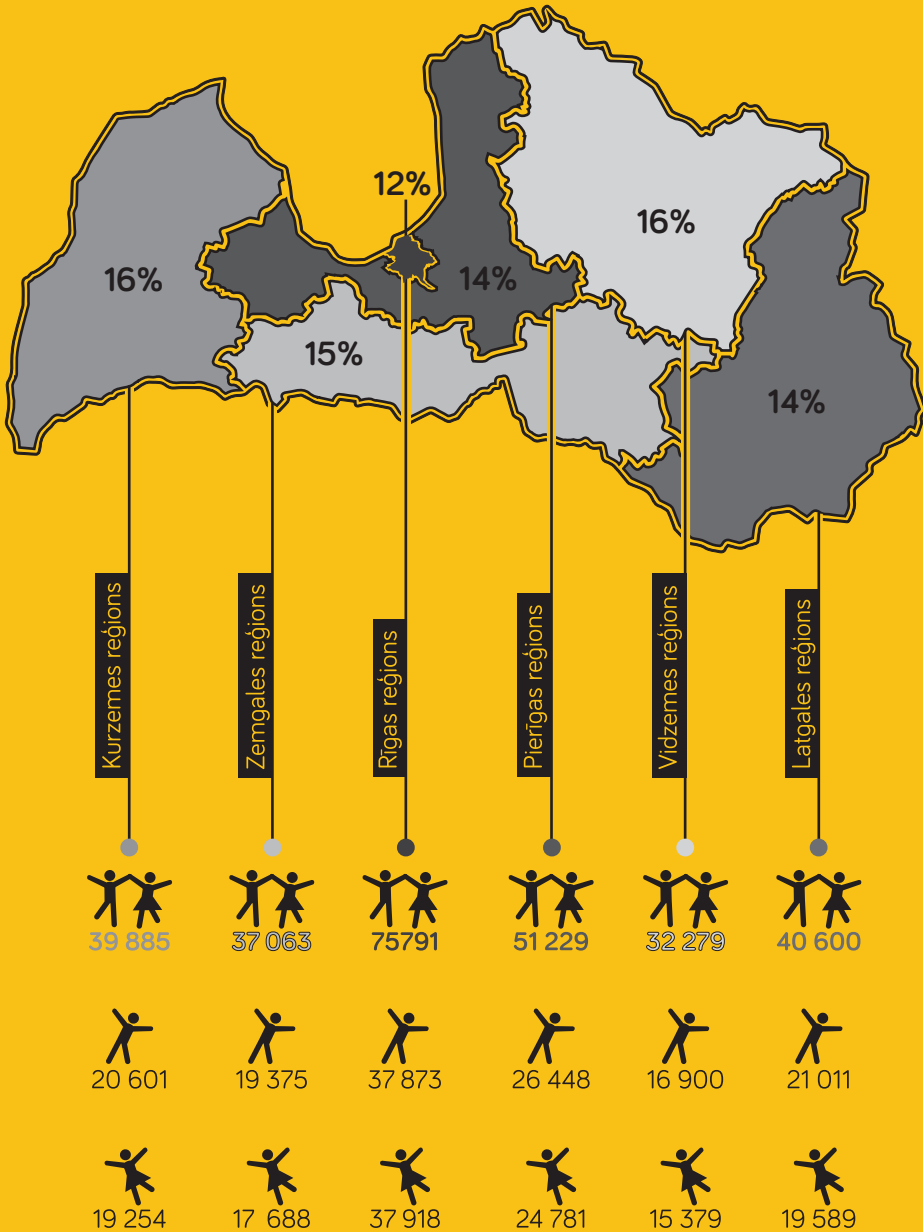 12%
16%
16%
14%
15%
14%
Kurzemes reģions
Zemgales reģions
Rīgas reģions
Pierīgas reģions
Vidzemes reģions
Latgales reģions
39 885 37 063 75791 51 229 32 279 40 600
20 601 19 375 37 873 26 448 16 900 21 011
19 254 17 688 37 918 24 781 15 379 19 589